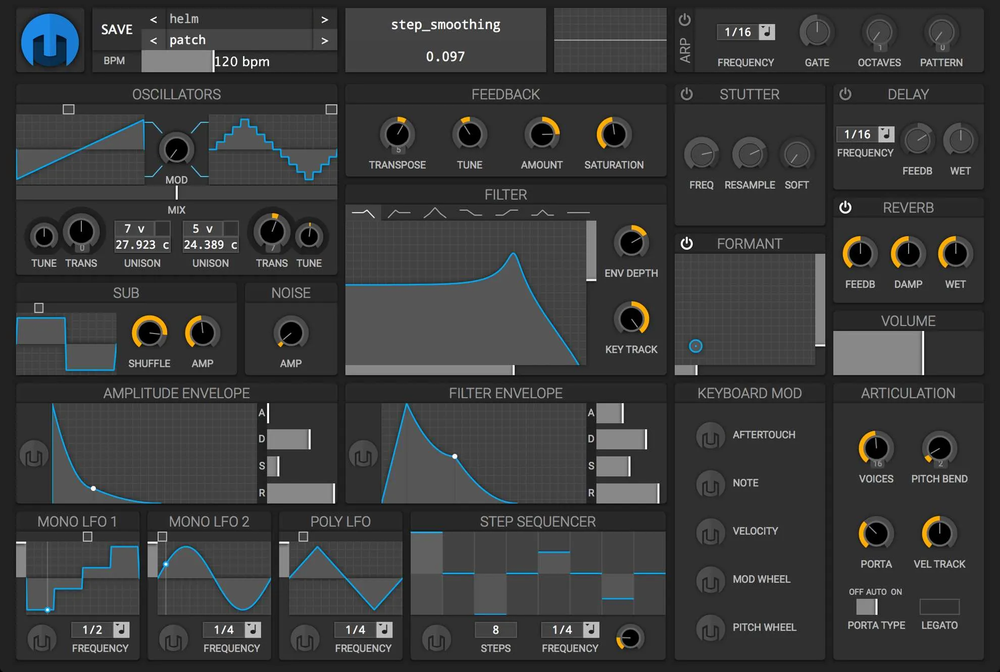 SAVE
< helm >
< patch >
BPM
120 bpm
step_smoothing
0.097
ARP
1/16
FREQUENCY
GATE
1
OCTAVES
0
PATTERN
OSCILLATORS
MOD
MIX
TUNE
0
TRANS
7 v
27.923 c
UNISON
5 v
24.389 c
UNISON
7
TRANS
TUNE
FEEDBACK
5
TRANSPOSE
TUNE
AMOUNT
SATURATION
STUTTER
FREQ
RESAMPLE
SOFT
DELAY
1/16
FREQUENCY
FEEDB
WET
FILTER
ENV DEPTH
KEY TRACK
FORMANT
REVERB
FEEDB
DAMP
WET
SUB
SHUFFLE
AMP
NOISE
AMP
VOLUME
AMPLITUDE ENVELOPE
A
D
S
R
FILTER ENVELOPE
A
D
S
R
KEYBOARD MOD
AFTERTOUCH
NOTE
VELOCITY
MOD WHEEL
PITCH WHEEL
ARTICULATION
16
VOICES
2
PITCH BEND
PORTA
VEL TRACK
OFF AUTO ON
PORTA TYPE
LEGATO
MONO LFO 1
1/2
FREQUENCY
MONO LFO 2
1/4
FREQUENCY
POLY LFO
1/4
FREQUENCY
STEP SEQUENCER
8
STEPS
1/4
FREQUENCY